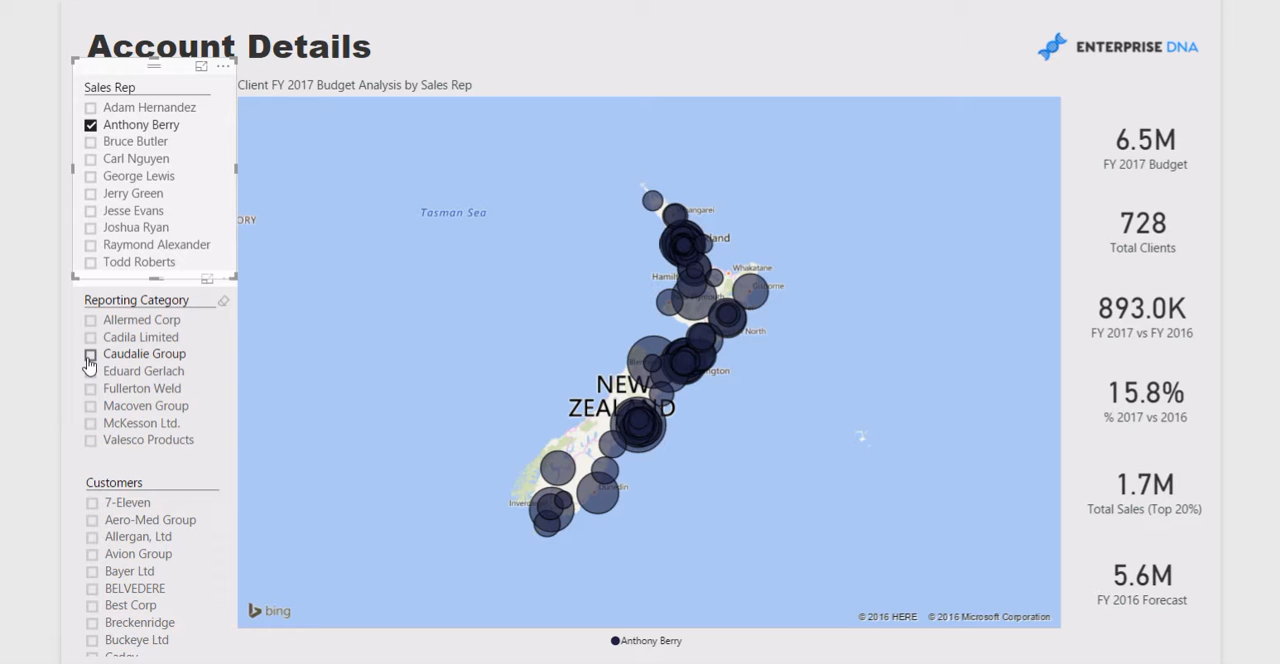 Account Details
ENTERPRISE DNA
Sales Rep
Adam Hernandez
Anthony Berry
Bruce Butler
Carl Nguyen
George Lewis
Jerry Green
Jesse Evans
Joshua Ryan
Raymond Alexander
Todd Roberts
Reporting Category
Allermed Corp
Cadila Limited
Caudalie Group
Eduard Gerlach
Fullerton Weld
Macoven Group
McKesson Ltd.
Valesco Products
Customers
7-Eleven
Aero-Med Group
Allergan, Ltd
Avion Group
Bayer Ltd
BELVEDERE
Best Corp
Breckenridge
Buckeye Ltd
Client FY 2017 Budget Analysis by Sales Rep
Tasman Sea
Whakatane
North
NEW
ZEALAND
Dunedin
bing
© 2016 HERE © 2016 Microsoft Corporation
Anthony Berry
6.5M
FY 2017 Budget
728
Total Clients
893.0K
FY 2017 vs FY 2016
15.8%
% 2017 vs 2016
1.7M
Total Sales (Top 20%)
5.6M
FY 2016 Forecast